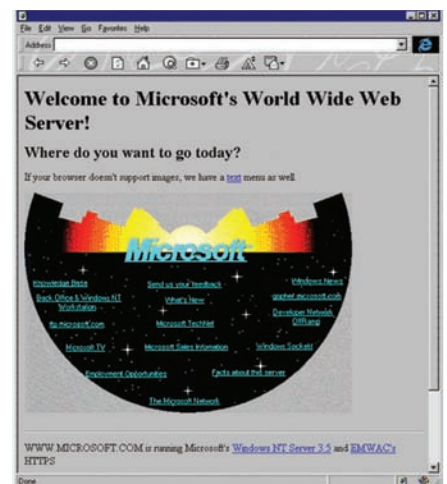 File Edit View Go Favorites Help
Address
Welcome to Microsoft's World Wide Web
Server!
Where do you want to go today?
If your browser doesn't support images, we have a text menu as well
Microsoft
Knowledge Base
Send us your feedback
Windows News
Back Office & Windows NT
Workstation
What's New
gopher.microsoft.com
ftp.microsoft.com
Microsoft TechNet
Developer Network
OffRamp
Microsoft TV
Microsoft Sales Information
Windows Sockets
Employment Opportunities
Facts about this server
The Microsoft Network
WWW.MICROSOFT.COM is running Microsoft's Windows NT Server 3.5 and EMWAC's
HTTPS
Done